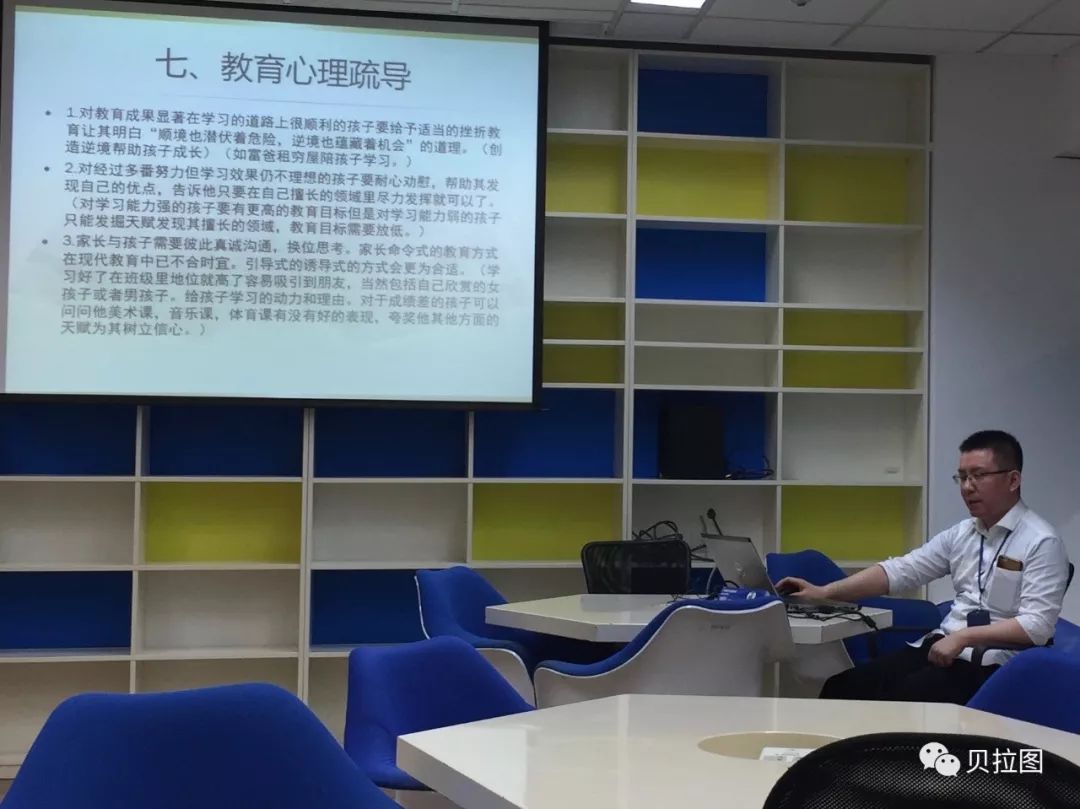 七、教育心理疏导
• 1.对教育成果显著在学习的道路上很顺利的孩子要给予适当的挫折教
育让其明白“顺境也潜伏着危险，逆境也蕴藏着机会”的道理。（创
造逆境帮助孩子成长）（如富爸租穷屋陪孩子学习。）
• 2.对经过多番努力但学习效果仍不理想的孩子要耐心劝慰，帮助其发
现自己的优点，告诉他只要在自己擅长的领域里尽力发挥就可以了。
（对学习能力强的孩子要有更高的教育目标但是对学习能力弱的孩子
只能发掘天赋发现其擅长的领域，教育目标需要放低。）
• 3.家长与孩子需要彼此真诚沟通，换位思考。家长命令式的教育方式
在现代教育中已不合时宜。引导式的诱导式的方式会更为合适。（学
习好了在班级里地位就高了容易吸引到朋友，当然包括自己欣赏的女
孩子或者男孩子。给孩子学习的动力和理由。对于成绩差的孩子可以
问问他美术课，音乐课，体育课有没有好的表现，夸奖他其他方面的
天赋为其树立信心。）
贝拉图